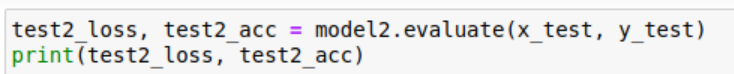 test2_loss, test2_acc = model2.evaluate(x_test, y_test)
print(test2_loss, test2_acc)